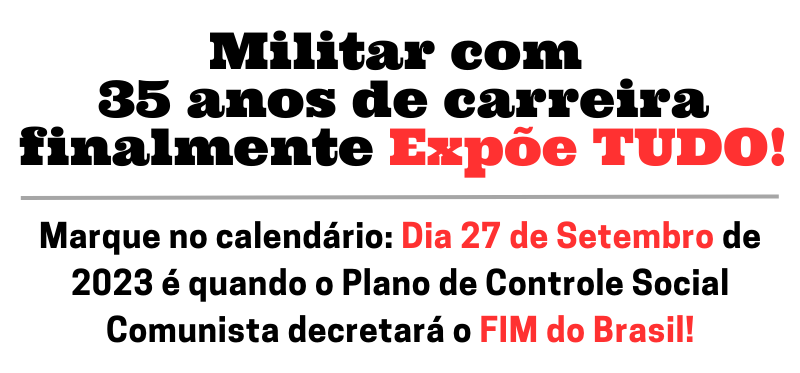 Militar com
35 anos de carreira
finalmente Expõe TUDO!
Marque no calendário: Dia 27 de Setembro de
2023 é quando o Plano de Controle Social
Comunista decretará o FIM do Brasil!